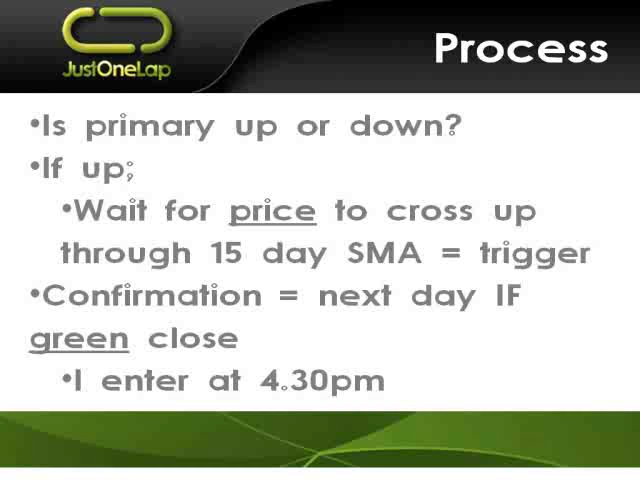 JustOneLap
Process
•Is primary up or down?
•If up;
•Wait for price to cross up
through 15 day SMA = trigger
•Confirmation = next day IF
green close
•I enter at 4.30pm